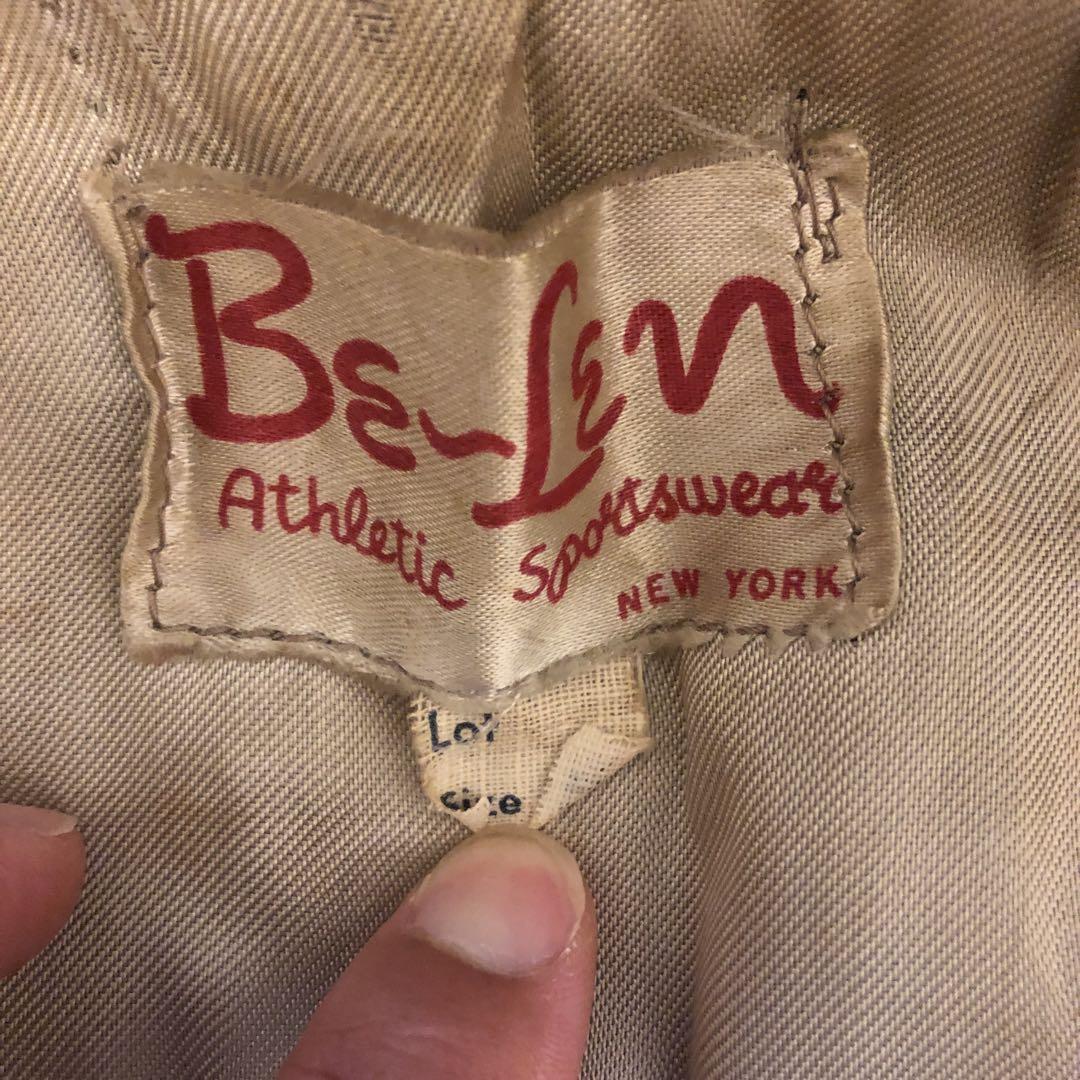 Be-Len
Athletic Sportswear
NEW YORK
Lot
size